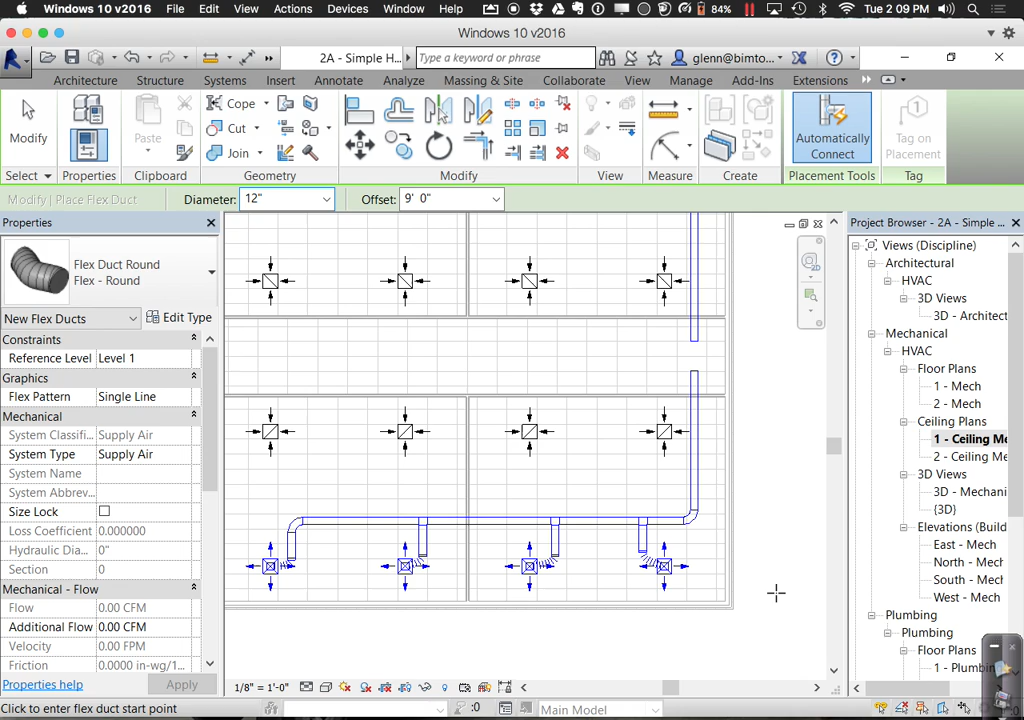 Windows 10 v2016 File Edit View Actions Devices Window Help 84% Tue 2 09 PM
Windows 10 v2016
2A - Simple H... Type a keyword or phrase glenn@bimto...
Architecture Structure Systems Insert Annotate Analyze Massing & Site Collaborate View Manage Add-Ins Extensions
Modify Paste Cope Cut Join Automatically Connect Tag on Placement
Select Properties Clipboard Geometry Modify View Measure Create Placement Tools Tag
Modify | Place Flex Duct Diameter: 12" Offset: 9' 0"
Properties
Flex Duct Round
Flex - Round
New Flex Ducts Edit Type
Constraints
Reference Level Level 1
Graphics
Flex Pattern Single Line
Mechanical
System Classifi... Supply Air
System Type Supply Air
System Name
System Abbrev...
Size Lock
Loss Coefficient 0.000000
Hydraulic Dia... 0"
Section 0
Mechanical - Flow
Flow 0.00 CFM
Additional Flow 0.00 CFM
Velocity 0.00 FPM
Friction 0.0000 in-wg/1...
Properties help Apply
1/8" = 1'-0"
Project Browser - 2A - Simple ...
Views (Discipline)
Architectural
HVAC
3D Views
3D - Architect
Mechanical
HVAC
Floor Plans
1 - Mech
2 - Mech
Ceiling Plans
1 - Ceiling Me
2 - Ceiling Me
3D Views
3D - Mechani
{3D}
Elevations (Build
East - Mech
North - Mech
South - Mech
West - Mech
Plumbing
Plumbing
Floor Plans
1 - Plumbin
Click to enter flex duct start point :0 Main Model